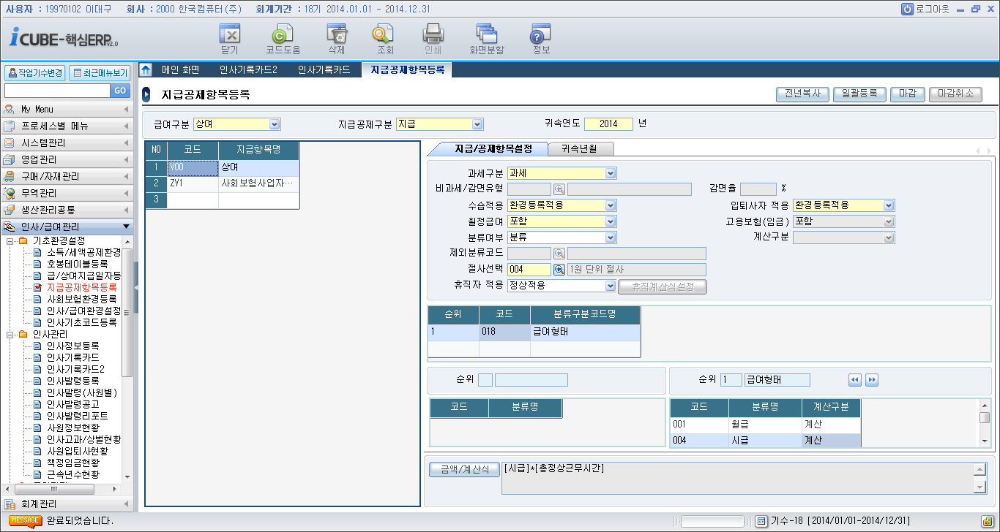 사용자 : 19970102 이대구 회사 : 2000 한국컴퓨터(주) 회계기간 : 18기 2014.01.01 ~ 2014.12.31 로그아웃
iCUBE-핵심ERP v2.0 닫기 코드도움 삭제 조회 인쇄 화면분할 정보
작업기수변경 최근메뉴보기 메인 화면 인사기록카드2 인사기록카드 지급공제항목등록
GO
지급공제항목등록 전년복사 일괄등록 마감 마감취소
My Menu
프로세스별 메뉴
시스템관리
영업관리
구매/자재관리
무역관리
생산관리공통
인사/급여관리
기초환경설정
소득/세액공제환경
호봉테이블등록
급/상여지급일자등
지급공제항목등록
사회보험환경등록
인사/급여환경설정
인사기초코드등록
인사관리
인사정보등록
인사기록카드
인사기록카드2
인사발령등록
인사발령(사원별)
인사발령공고
인사발령리포트
사원정보현황
인사고과/상벌현황
사원입퇴사현황
책정임금현황
근속년수현황
회계관리
급여구분 상여 지급공제구분 지급 귀속연도 2014 년
NO 코드 지급항목명
1 Y00 상여
2 ZY1 사회보험사업자…
3
지급/공제항목설정 귀속년월
과세구분 과세
비과세/감면유형 감면율 %
수습적용 환경등록적용 입퇴사자 적용 환경등록적용
월정급여 포함 고용보험(임금) 포함
분류여부 분류 계산구분
제외분류코드
절사선택 004 1원 단위 절사
휴직자 적용 정상적용 휴직계산식설정
순위 코드 분류구분코드명
1 018 급여형태
순위 순위 1 급여형태
코드 분류명 코드 분류명 계산구분
001 월급 계산
004 시급 계산
금액/계산식 [시급]*[총정상근무시간]
MESSAGE 완료되었습니다. 기수-18 [2014/01/01-2014/12/31]